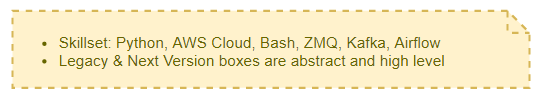 • Skillset: Python, AWS Cloud, Bash, ZMQ, Kafka, Airflow
• Legacy & Next Version boxes are abstract and high level